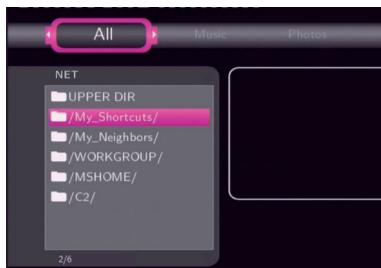 All Music Photos
NET
UPPER DIR
/My_Shortcuts/
/My_Neighbors/
/WORKGROUP/
/MSHOME/
/C2/
2/6